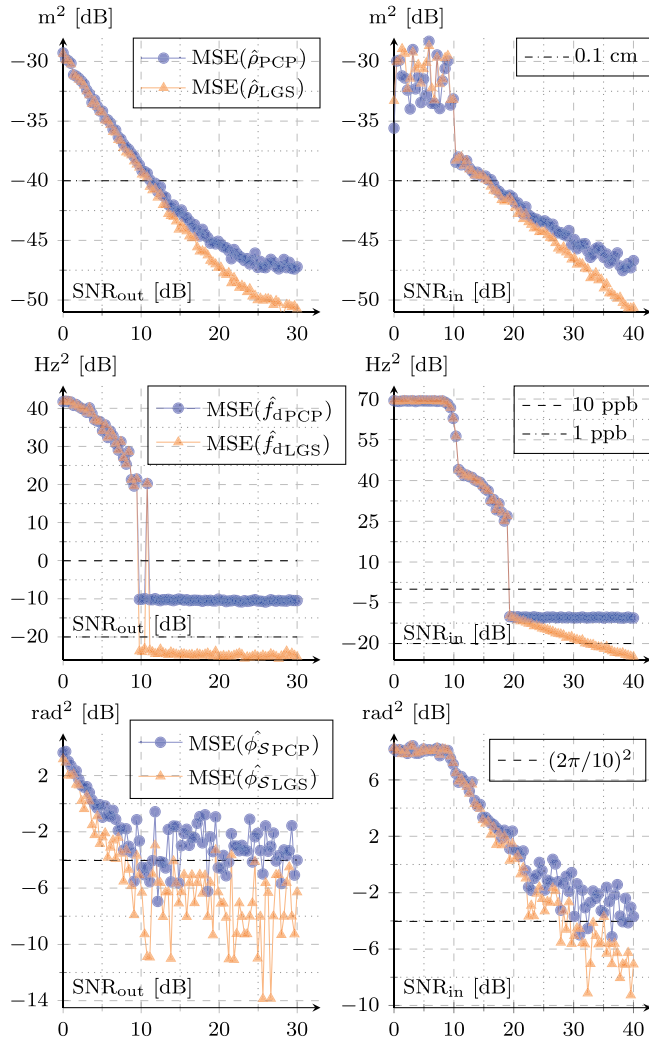 m² [dB]
−30
−35
−40
−45
−50
0 10 20 30
MSE(ρ̂PCP)
MSE(ρ̂LGS)
SNRout [dB]
m² [dB]
−30
−35
−40
−45
−50
0 10 20 30 40
0.1 cm
SNRin [dB]
Hz² [dB]
40
30
20
10
0
−10
−20
0 10 20 30
MSE(f̂dPCP)
MSE(f̂dLGS)
SNRout [dB]
Hz² [dB]
70
55
40
25
10
−5
−20
0 10 20 30 40
10 ppb
1 ppb
SNRin [dB]
rad² [dB]
2
−2
−6
−10
−14
0 10 20 30
MSE(ϕ̂𝒮PCP)
MSE(ϕ̂𝒮LGS)
SNRout [dB]
rad² [dB]
6
2
−2
−6
−10
0 10 20 30 40
(2π/10)²
SNRin [dB]